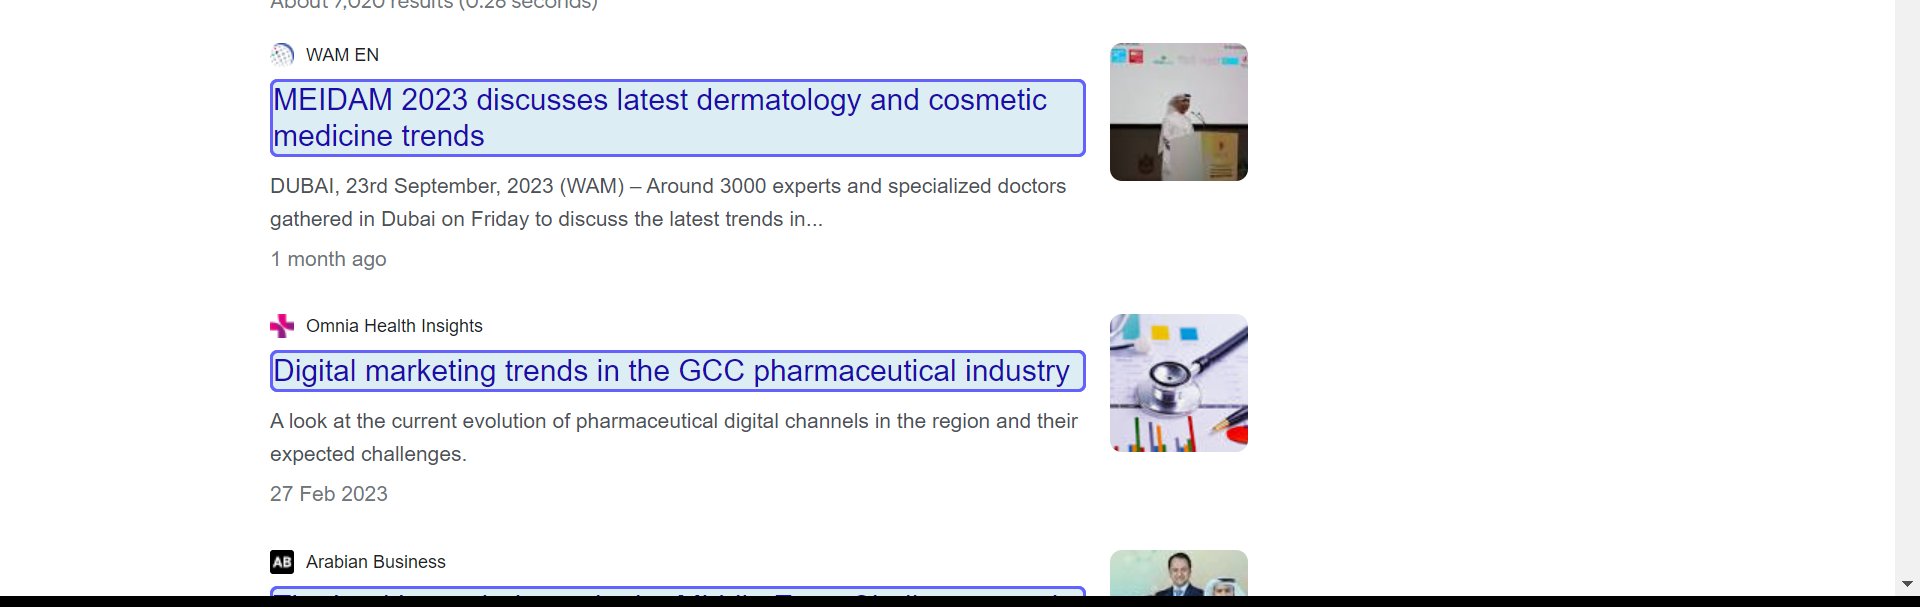 About 7,020 results (0.28 seconds)
WAM EN
MEIDAM 2023 discusses latest dermatology and cosmetic
medicine trends
DUBAI, 23rd September, 2023 (WAM) – Around 3000 experts and specialized doctors
gathered in Dubai on Friday to discuss the latest trends in...
1 month ago
Omnia Health Insights
Digital marketing trends in the GCC pharmaceutical industry
A look at the current evolution of pharmaceutical digital channels in the region and their
expected challenges.
27 Feb 2023
AB Arabian Business